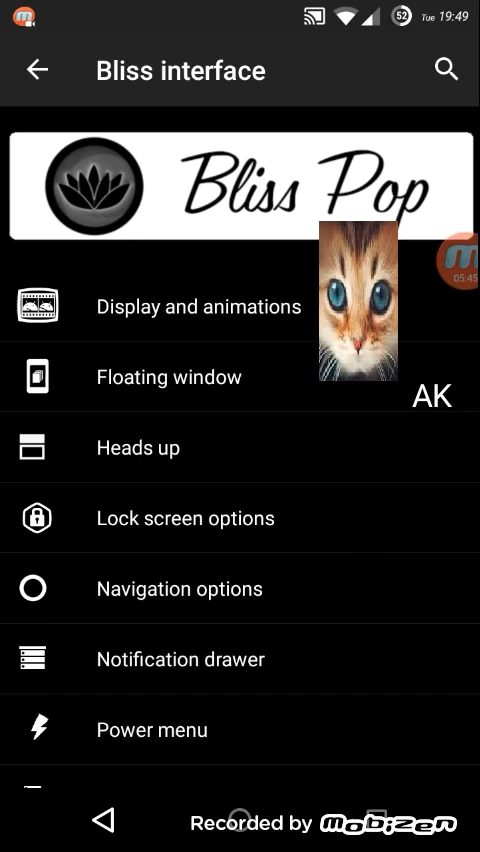 52 Tue 19:49
Bliss interface
Bliss Pop
05:45
Display and animations
Floating window
AK
Heads up
Lock screen options
Navigation options
Notification drawer
Power menu
Recorded by mobizen